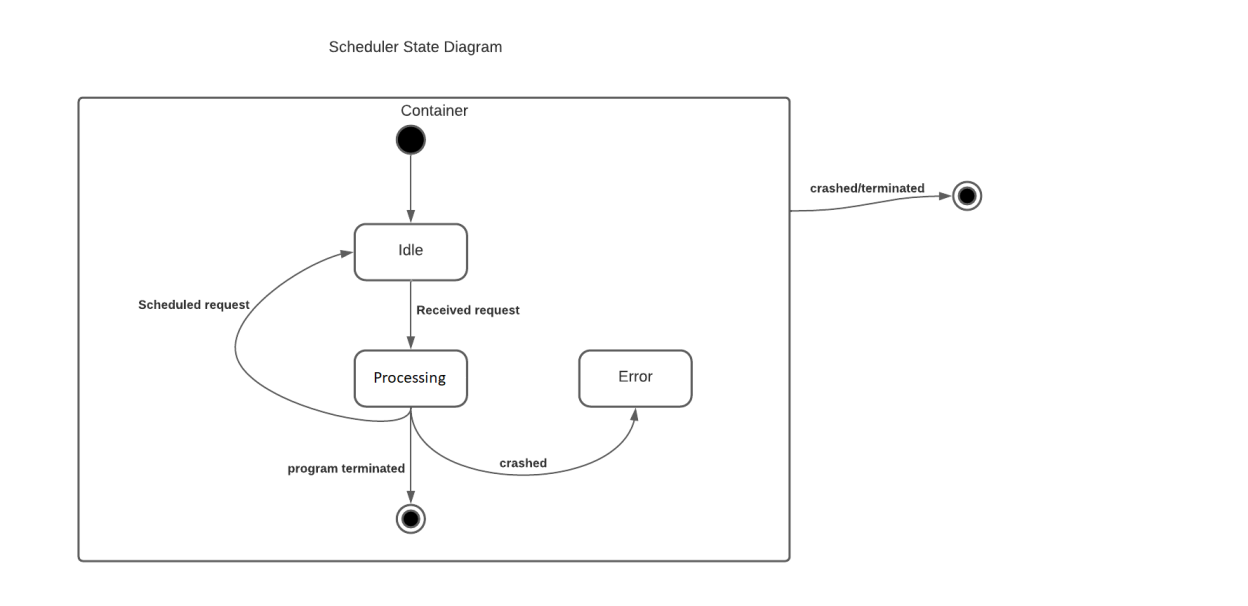 Scheduler State Diagram
Container
crashed/terminated
Idle
Scheduled request
Received request
Processing
Error
crashed
program terminated